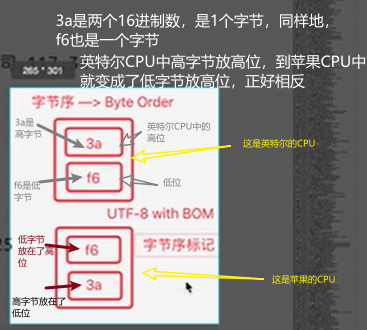 3a是两个16进制数，是1个字节，同样地，
f6也是一个字节
英特尔CPU中高字节放高位，到苹果CPU中
就变成了低字节放高位，正好相反
265 * 301
字节序 —> Byte Order
3a是
高字节
3a
英特尔CPU中的
高位
这是英特尔的CPU
f6是低
字节
f6
低位
UTF-8 with BOM
低字节
放在了高
位
f6
字节序标记
3a
这是苹果的CPU
高字节放在了
低位